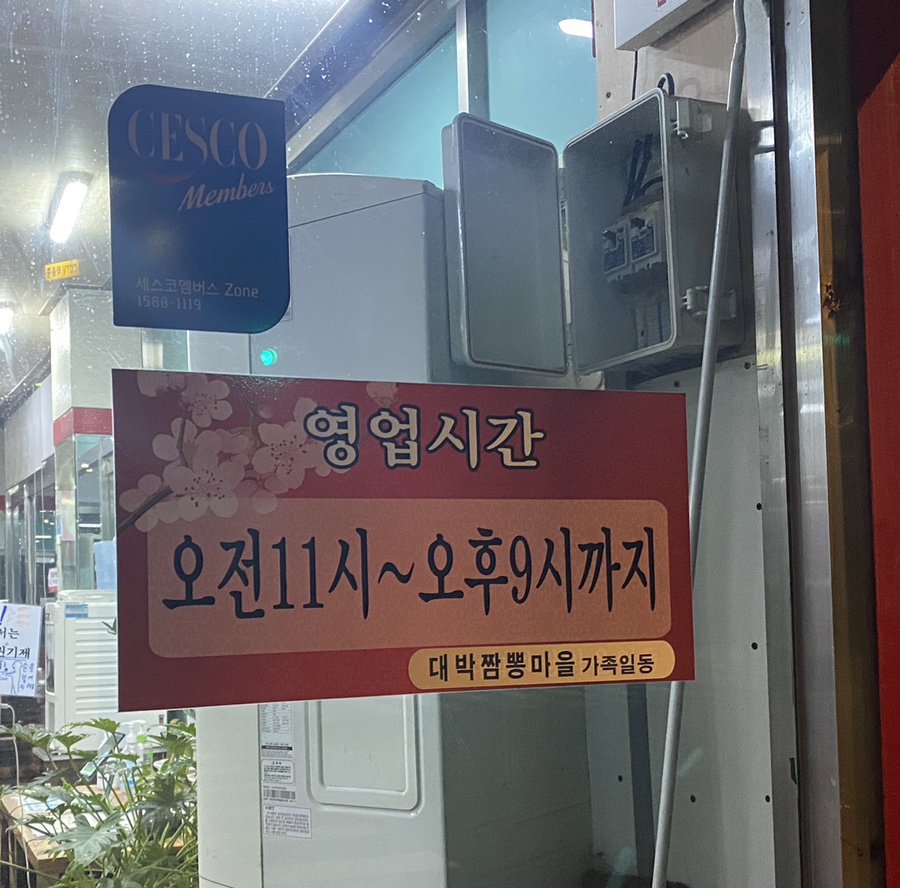 CESCO
Members
세스코멤버스 Zone
1588-1119
영업시간
오전11시~오후9시까지
대박짬뽕마을 가족일동